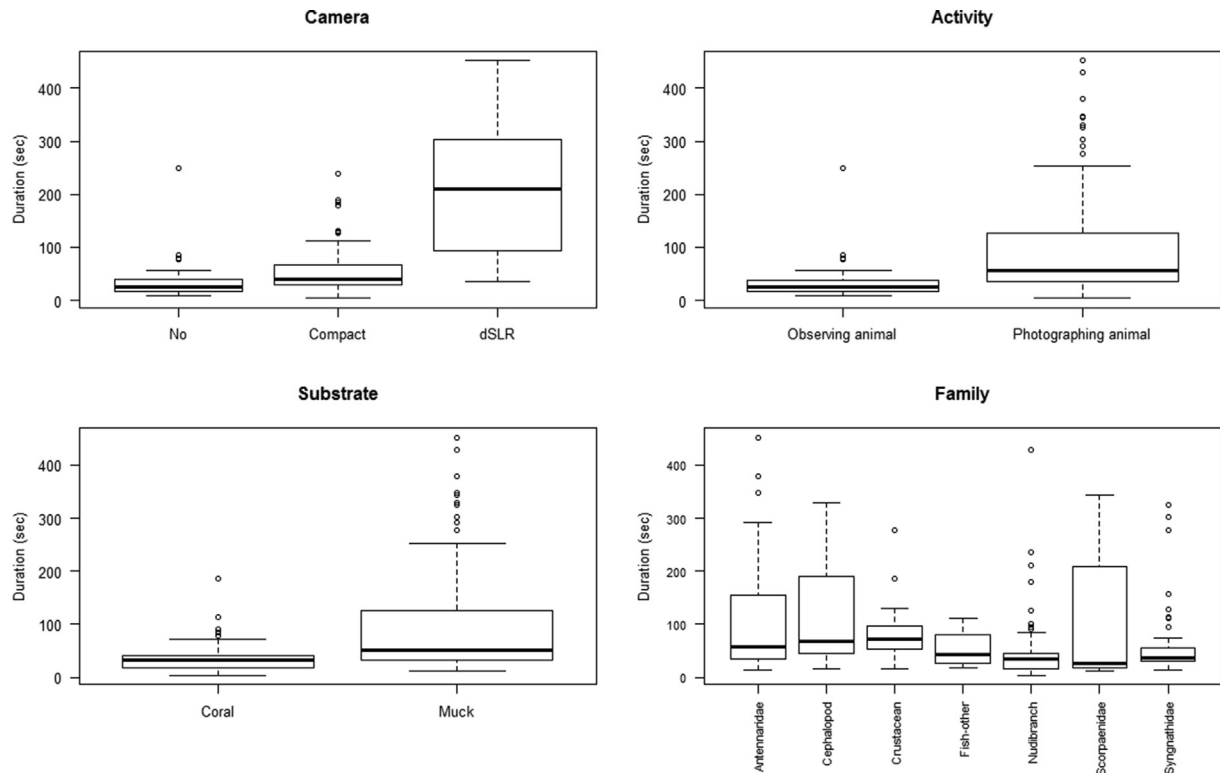 Camera
Activity
Duration (sec)
400
300
200
100
0
No
Compact
dSLR
Duration (sec)
400
300
200
100
0
Observing animal
Photographing animal
Substrate
Family
Duration (sec)
400
300
200
100
0
Coral
Muck
Duration (sec)
400
300
200
100
0
Antennaridae
Cephalopod
Crustacean
Fish-other
Nudibranch
Scorpaenidae
Syngnathidae